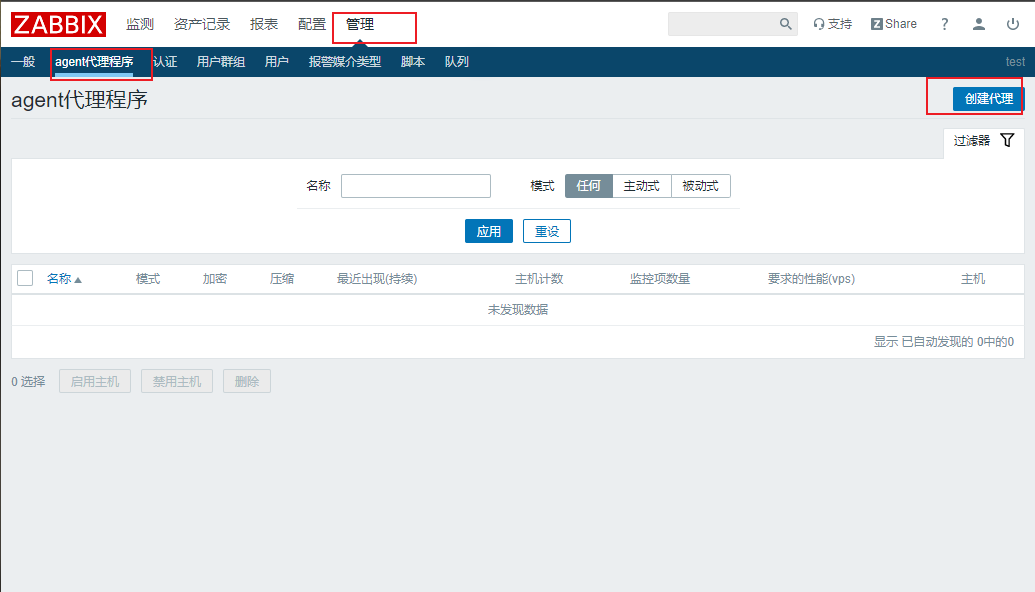 ZABBIX 监测 资产记录 报表 配置 管理 支持 Z Share ?
一般 agent代理程序 认证 用户群组 用户 报警媒介类型 脚本 队列 test
agent代理程序 创建代理
过滤器
名称 模式 任何 主动式 被动式
应用 重设
名称 模式 加密 压缩 最近出现(持续) 主机计数 监控项数量 要求的性能(vps) 主机
未发现数据
显示 已自动发现的 0中的0
0 选择 启用主机 禁用主机 删除